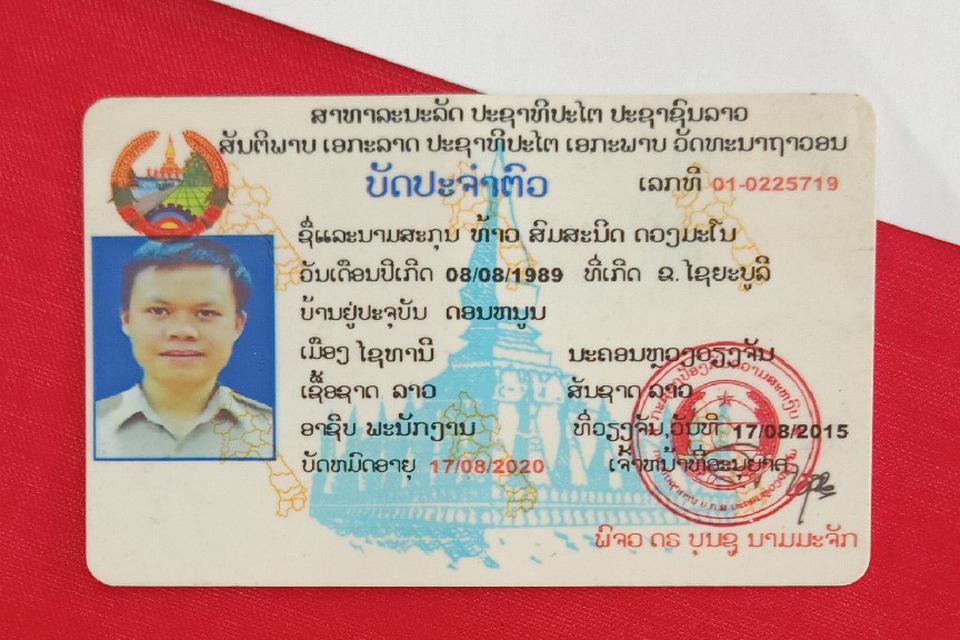 ສາທາລະນະລັດ ປະຊາທິປະໄຕ ປະຊາຊົນລາວ
ສັນຕິພາບ ເອກະລາດ ປະຊາທິປະໄຕ ເອກະພາບ ວັດທະນາຖາວອນ
ບັດປະຈຳຕົວ ເລກທີ 01-0225719
ຊື່ແລະນາມສະກຸນ ທ້າວ ສົມສະນິດ ດວງມະໂນ
ວັນເດືອນປີເກີດ 08/08/1989 ທີ່ເກີດ ຂ.ໄຊຍະບູລີ
ບ້ານຢູ່ປະຈຸບັນ ດອນຫນູນ
ເມືອງ ໄຊທານີ ນະຄອນຫຼວງວຽງຈັນ
ເຊື້ອຊາດ ລາວ ສັນຊາດ ລາວ
ອາຊີບ ພະນັກງານ ທີ່ວຽງຈັນ,ວັນທີ 17/08/2015
ບັດຫມົດອາຍຸ 17/08/2020 ເຈົ້າຫນ້າທີ່ອະນຸຍາດ
ພົຈວ ດຣ ບຸນຊູ ນາມມະຈັກ